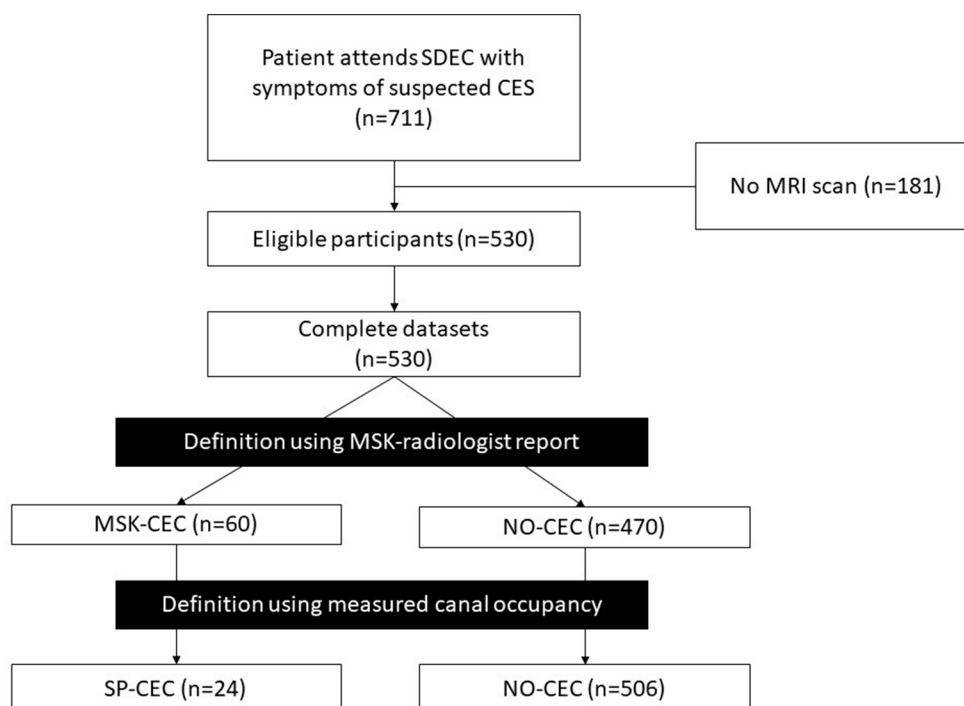 Patient attends SDEC with
symptoms of suspected CES
(n=711)
No MRI scan (n=181)
Eligible participants (n=530)
Complete datasets
(n=530)
Definition using MSK-radiologist report
MSK-CEC (n=60)
NO-CEC (n=470)
Definition using measured canal occupancy
SP-CEC (n=24)
NO-CEC (n=506)